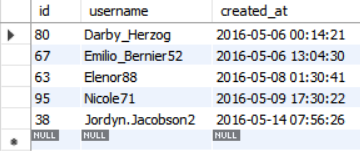 id username created_at
80 Darby_Herzog 2016-05-06 00:14:21
67 Emilio_Bernier52 2016-05-06 13:04:30
63 Elenor88 2016-05-08 01:30:41
95 Nicole71 2016-05-09 17:30:22
38 Jordyn.Jacobson2 2016-05-14 07:56:26
NULL NULL NULL